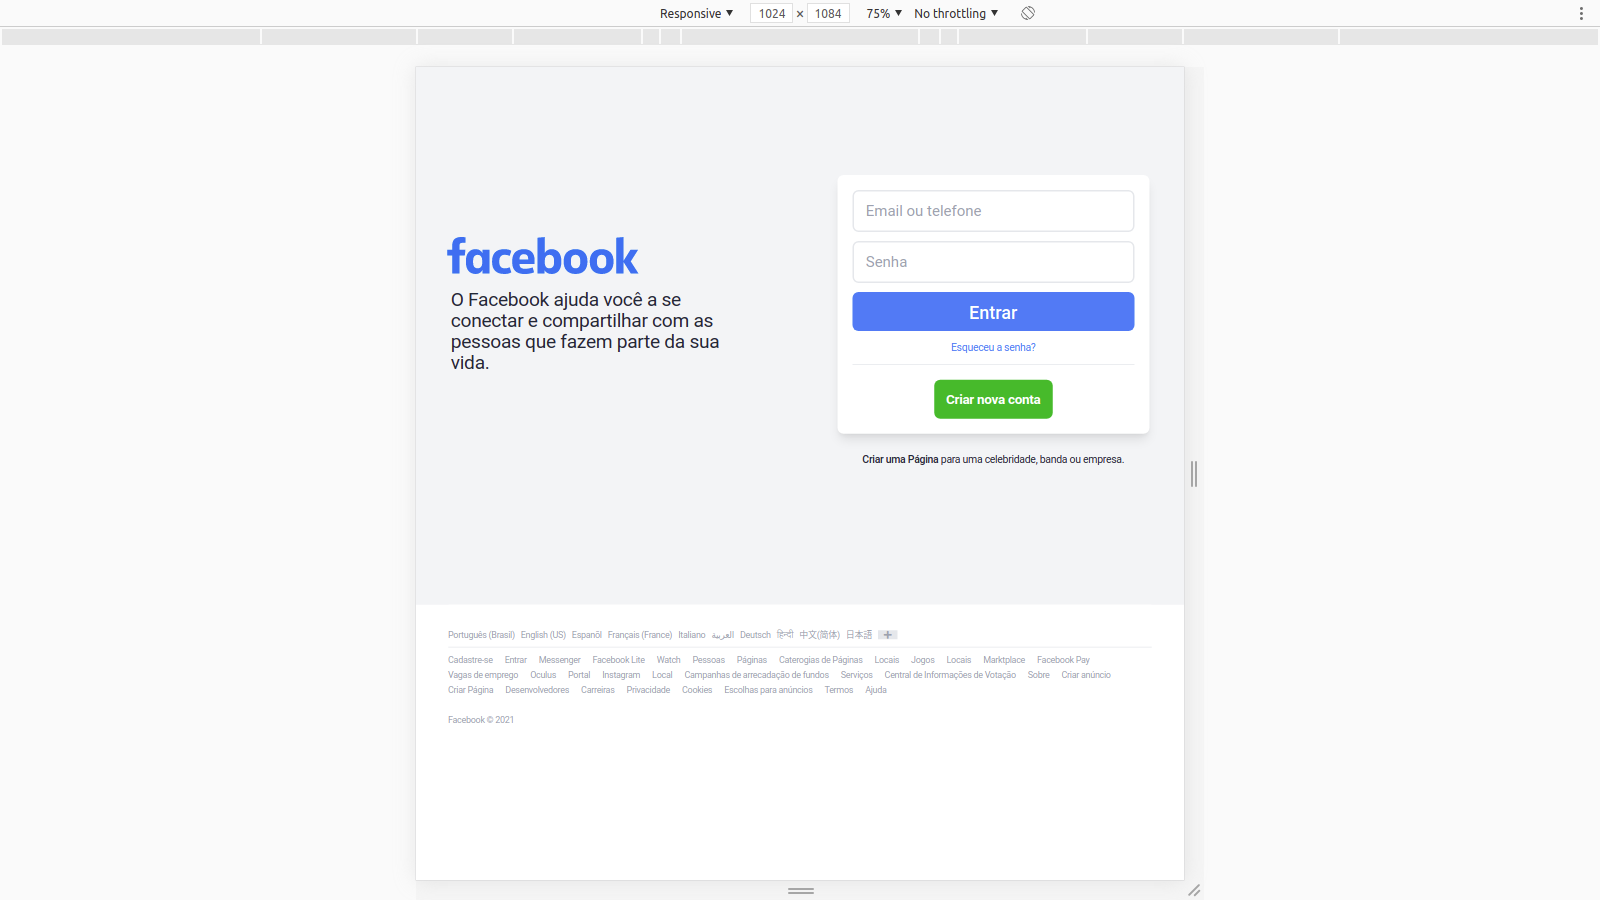 Responsive ▼ 1024 × 1084 75% ▼ No throttling ▼
facebook
O Facebook ajuda você a se
conectar e compartilhar com as
pessoas que fazem parte da sua
vida.
Email ou telefone
Senha
Entrar
Esqueceu a senha?
Criar nova conta
Criar uma Página para uma celebridade, banda ou empresa.
Português (Brasil) English (US) Espanõl Français (France) Italiano العربية Deutsch हिन्दी 中文(简体) 日本語 +
Cadastre-se Entrar Messenger Facebook Lite Watch Pessoas Páginas Caterogias de Páginas Locais Jogos Locais Marktplace Facebook Pay
Vagas de emprego Oculus Portal Instagram Local Campanhas de arrecadação de fundos Serviços Central de Informações de Votação Sobre Criar anúncio
Criar Página Desenvolvedores Carreiras Privacidade Cookies Escolhas para anúncios Termos Ajuda
Facebook © 2021